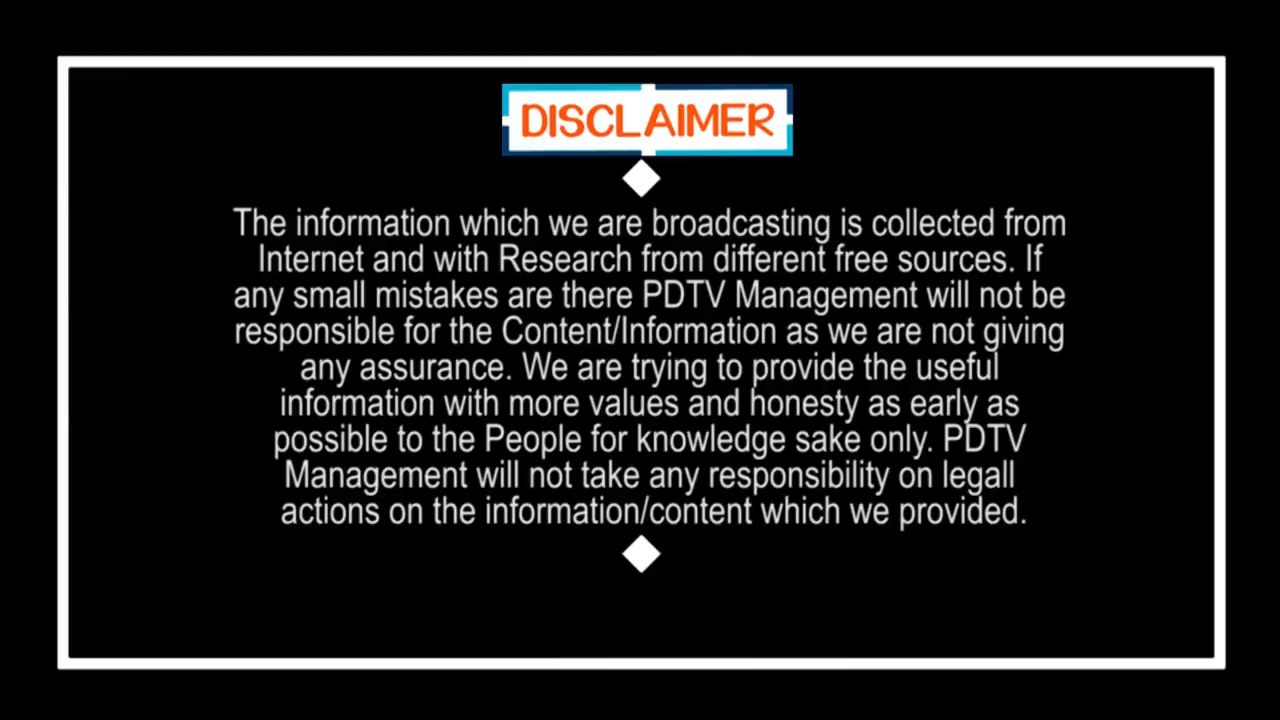 DISCLAIMER
The information which we are broadcasting is collected from
Internet and with Research from different free sources. If
any small mistakes are there PDTV Management will not be
responsible for the Content/Information as we are not giving
any assurance. We are trying to provide the useful
information with more values and honesty as early as
possible to the People for knowledge sake only. PDTV
Management will not take any responsibility on legall
actions on the information/content which we provided.